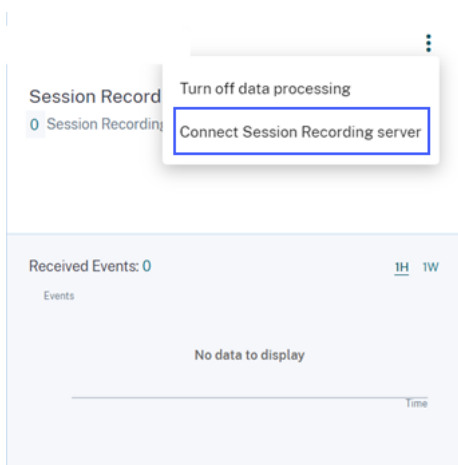 Turn off data processing
Session Record
0 Session Recording
Connect Session Recording server
Received Events: 0
1H 1W
Events
No data to display
Time